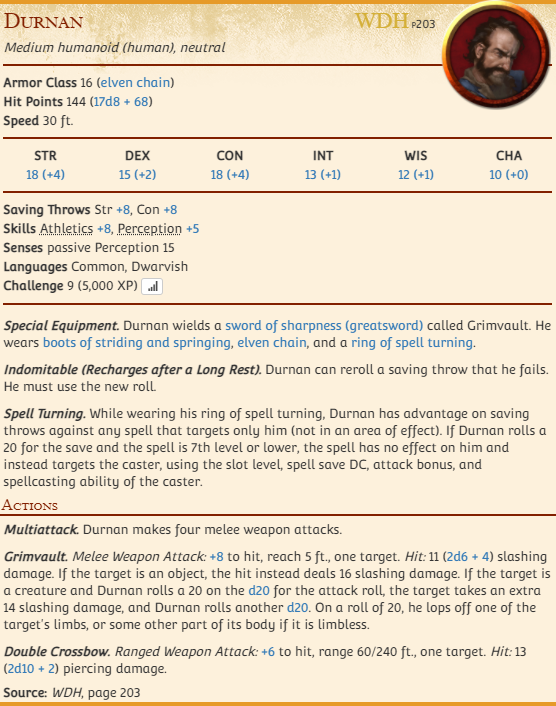 DURNAN WDH P203
Medium humanoid (human), neutral
Armor Class 16 (elven chain)
Hit Points 144 (17d8 + 68)
Speed 30 ft.
STR DEX CON INT WIS CHA
18 (+4) 15 (+2) 18 (+4) 13 (+1) 12 (+1) 10 (+0)
Saving Throws Str +8, Con +8
Skills Athletics +8, Perception +5
Senses passive Perception 15
Languages Common, Dwarvish
Challenge 9 (5,000 XP)
Special Equipment. Durnan wields a sword of sharpness (greatsword) called Grimvault. He
wears boots of striding and springing, elven chain, and a ring of spell turning.
Indomitable (Recharges after a Long Rest). Durnan can reroll a saving throw that he fails.
He must use the new roll.
Spell Turning. While wearing his ring of spell turning, Durnan has advantage on saving
throws against any spell that targets only him (not in an area of effect). If Durnan rolls a
20 for the save and the spell is 7th level or lower, the spell has no effect on him and
instead targets the caster, using the slot level, spell save DC, attack bonus, and
spellcasting ability of the caster.
ACTIONS
Multiattack. Durnan makes four melee weapon attacks.
Grimvault. Melee Weapon Attack: +8 to hit, reach 5 ft., one target. Hit: 11 (2d6 + 4) slashing
damage. If the target is an object, the hit instead deals 16 slashing damage. If the target is
a creature and Durnan rolls a 20 on the d20 for the attack roll, the target takes an extra
14 slashing damage, and Durnan rolls another d20. On a roll of 20, he lops off one of the
target's limbs, or some other part of its body if it is limbless.
Double Crossbow. Ranged Weapon Attack: +6 to hit, range 60/240 ft., one target. Hit: 13
(2d10 + 2) piercing damage.
Source: WDH, page 203